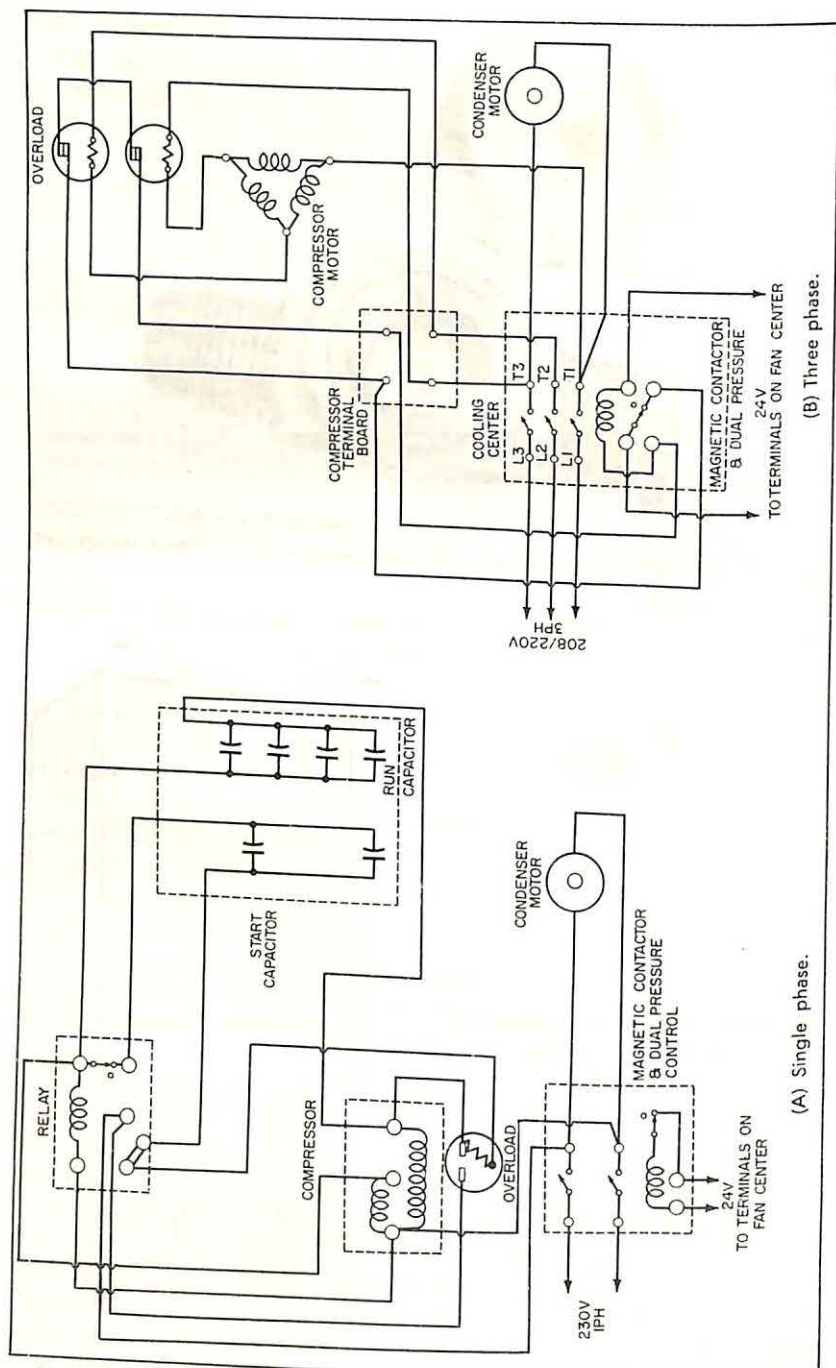 RELAY
START
CAPACITOR
RUN
CAPACITOR
COMPRESSOR
OVERLOAD
CONDENSER
MOTOR
MAGNETIC CONTACTOR
& DUAL PRESSURE
CONTROL
230V
1PH
24V
TO TERMINALS ON
FAN CENTER
(A) Single phase.
OVERLOAD
COMPRESSOR
MOTOR
COMPRESSOR
TERMINAL
BOARD
CONDENSER
MOTOR
COOLING
CENTER
L3
T3
L2
T2
L1
T1
208/220V
3PH
MAGNETIC CONTACTOR
& DUAL PRESSURE
24V
TO TERMINALS ON FAN CENTER
(B) Three phase.